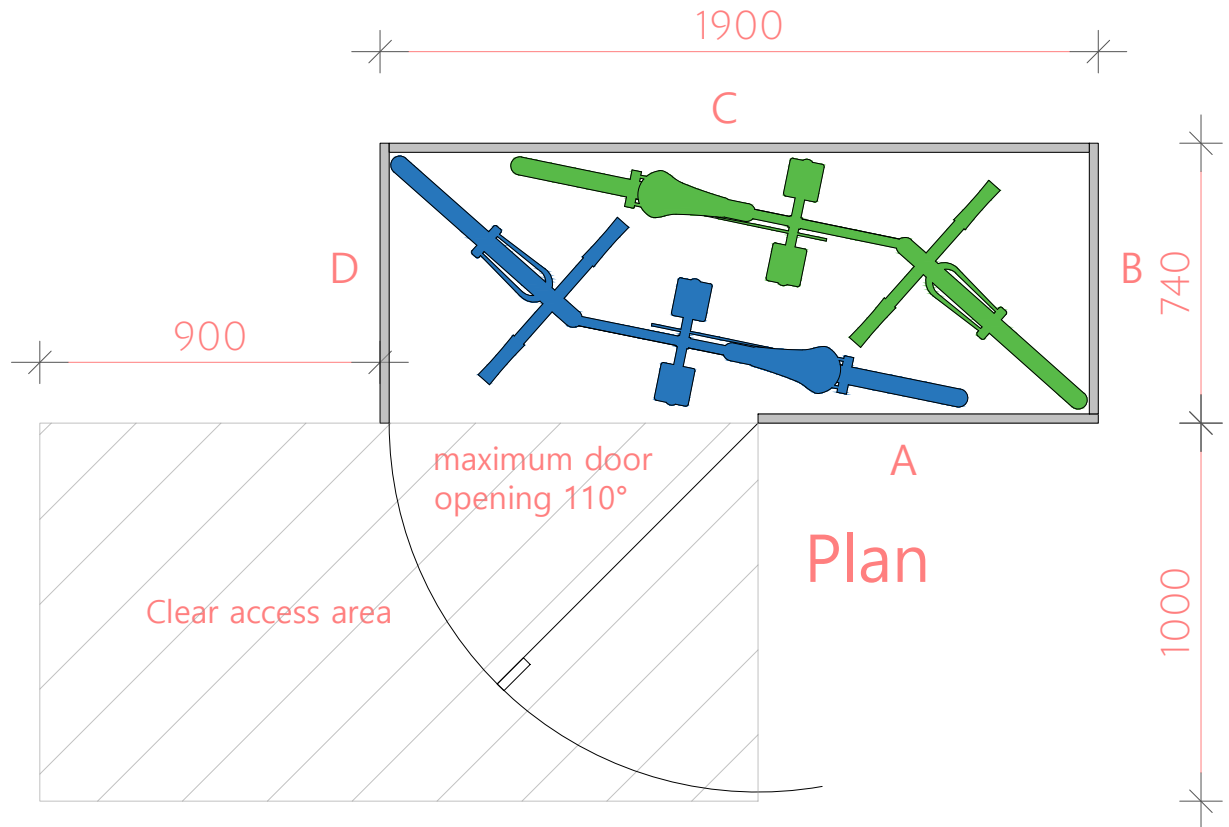 1900
C
D
B
740
900
maximum door
opening 110°
A
Plan
Clear access area
1000